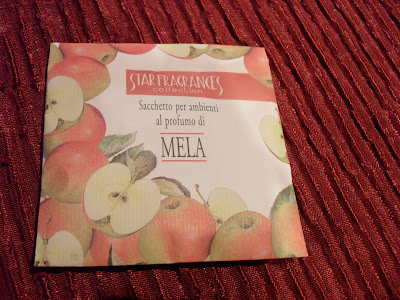 STAR FRAGRANCES
collection
Sacchetto per ambienti
al profumo di
MELA